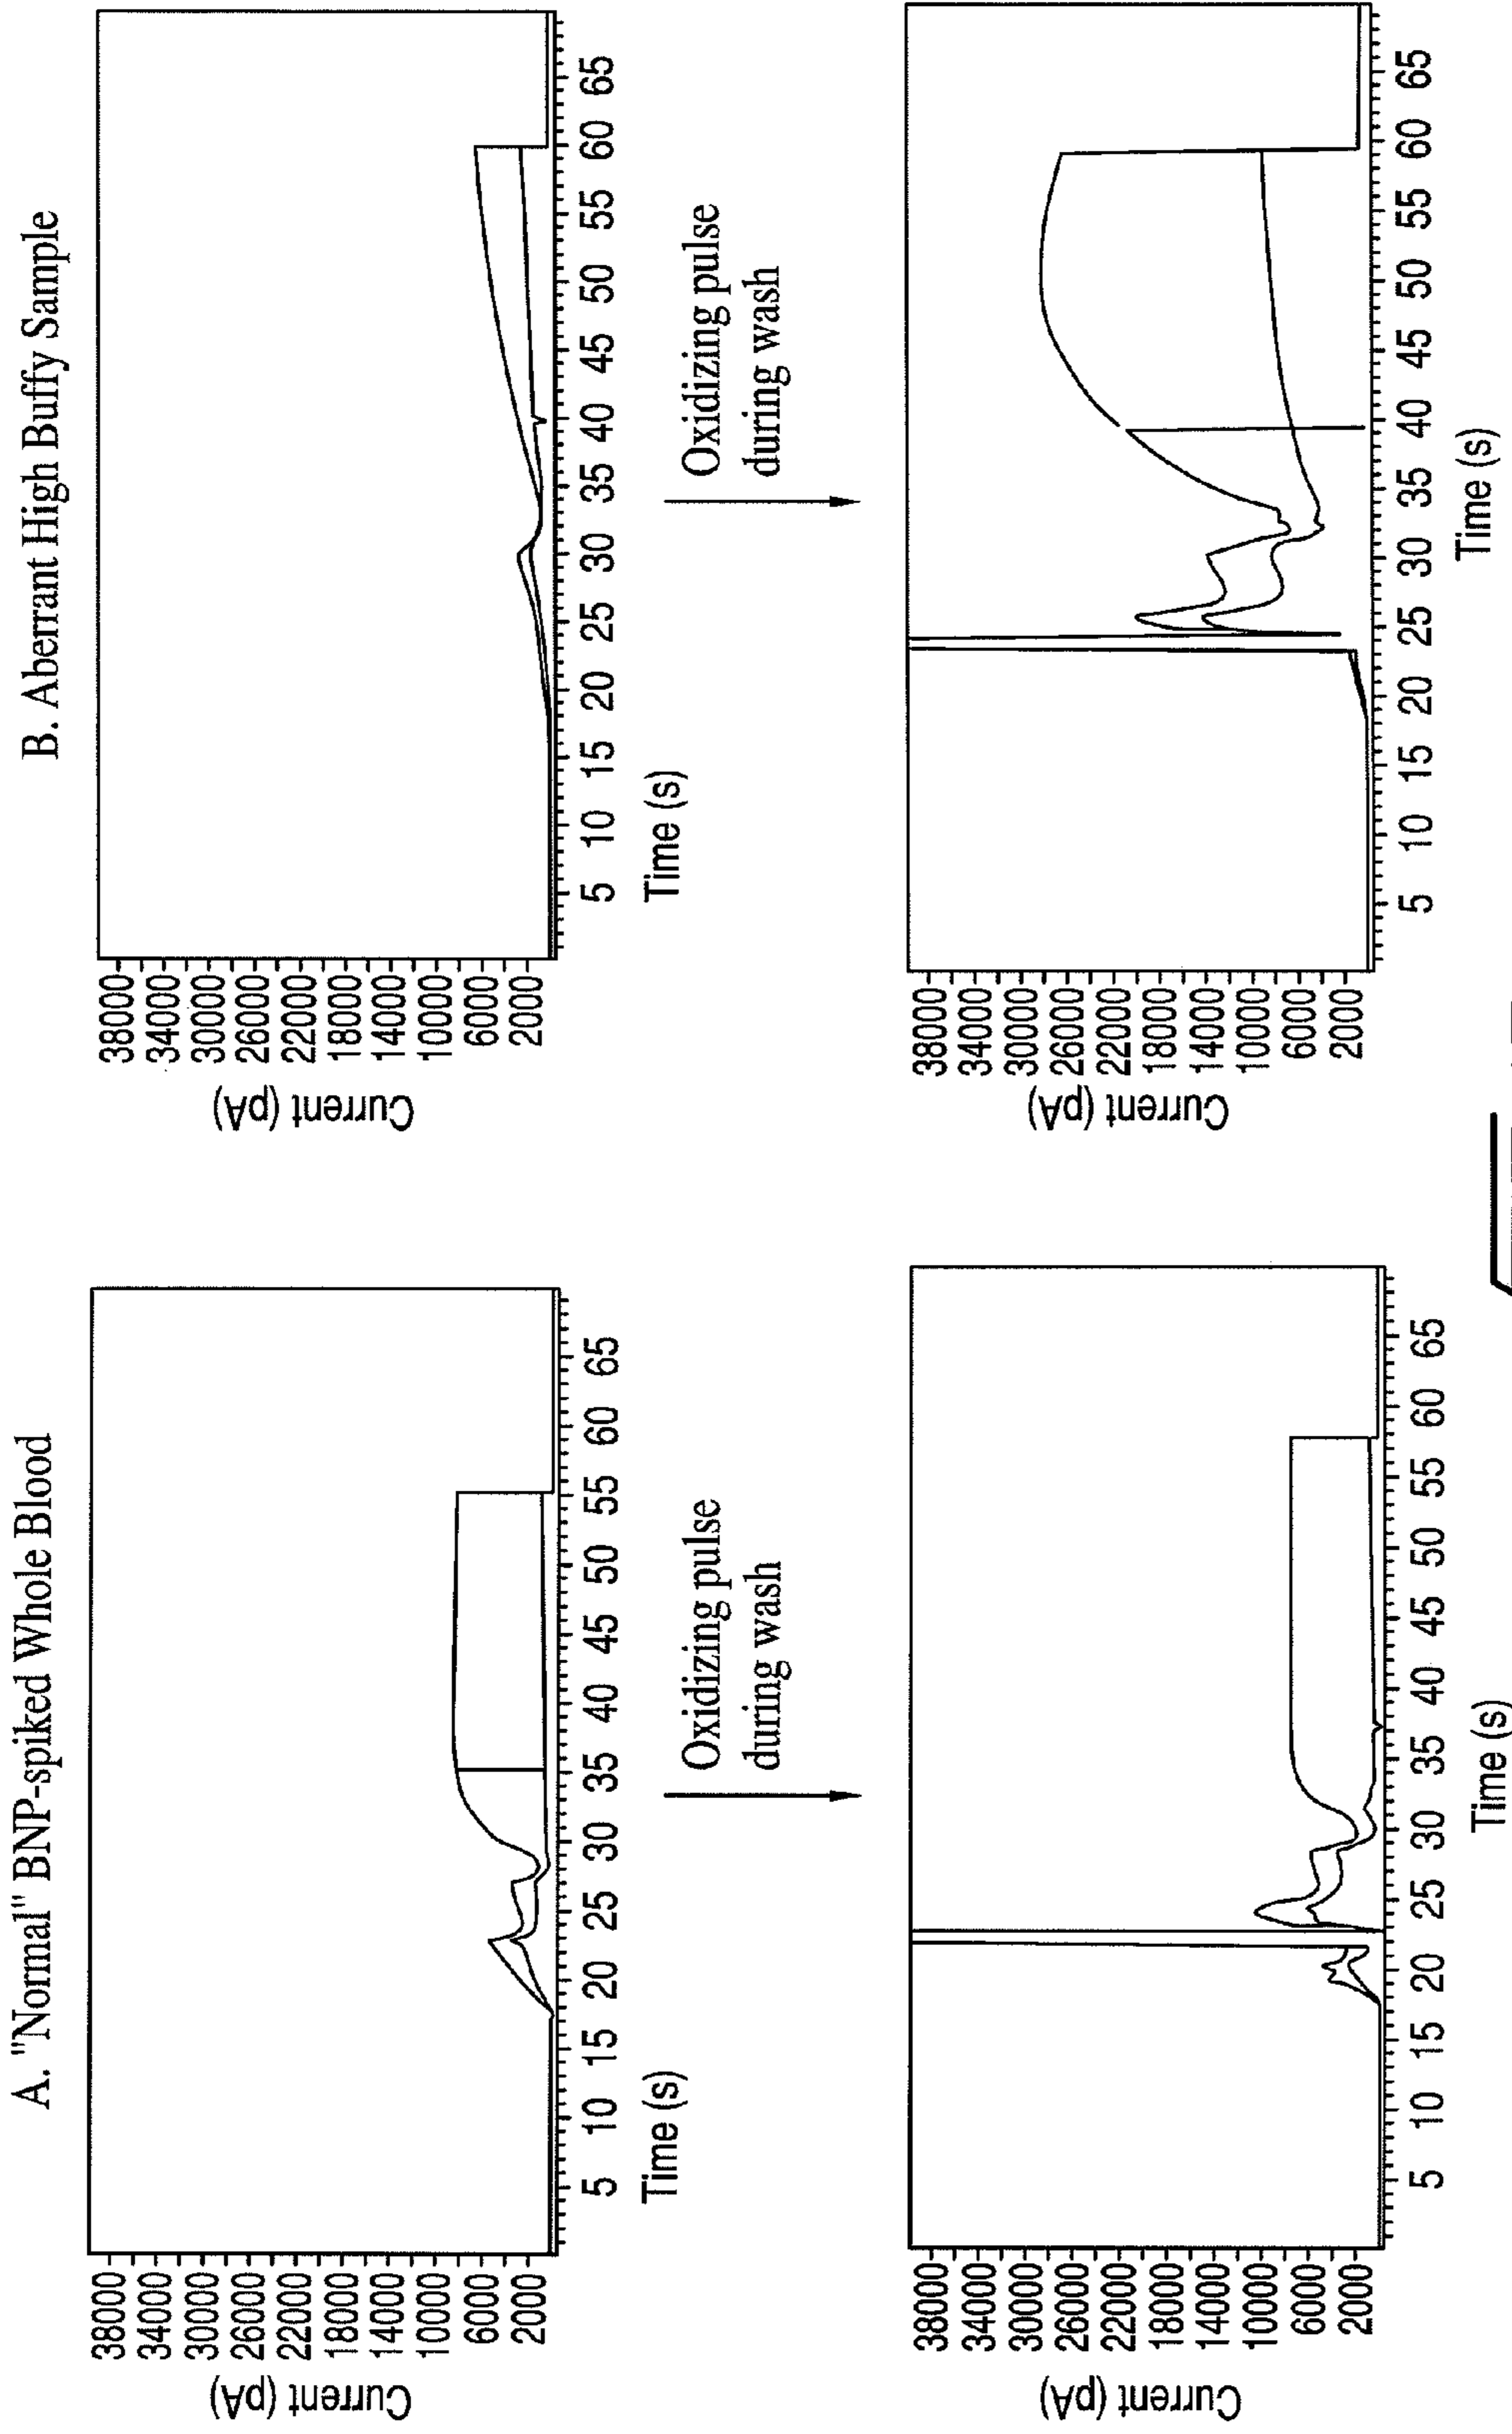 A. "Normal" BNP-spiked Whole Blood
Current (pA)
38000
34000
30000
26000
22000
18000
14000
10000
6000
2000
5 10 15 20 25 30 35 40 45 50 55 60 65
Time (s)
Oxidizing pulse
during wash
Current (pA)
38000
34000
30000
26000
22000
18000
14000
10000
6000
2000
5 10 15 20 25 30 35 40 45 50 55 60 65
Time (s)
B. Aberrant High Buffy Sample
Current (pA)
38000
34000
30000
26000
22000
18000
14000
10000
6000
2000
5 10 15 20 25 30 35 40 45 50 55 60 65
Time (s)
Oxidizing pulse
during wash
Current (pA)
38000
34000
30000
26000
22000
18000
14000
10000
6000
2000
5 10 15 20 25 30 35 40 45 50 55 60 65
Time (s)